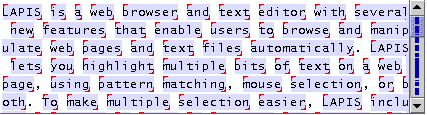 LAPIS is a web browser and text editor with several
new features that enable users to browse and manip
ulate web pages and text files automatically. LAPIS
lets you highlight multiple bits of text on a web
page, using pattern matching, mouse selection, or b
oth. To make multiple selection easier, LAPIS inclu